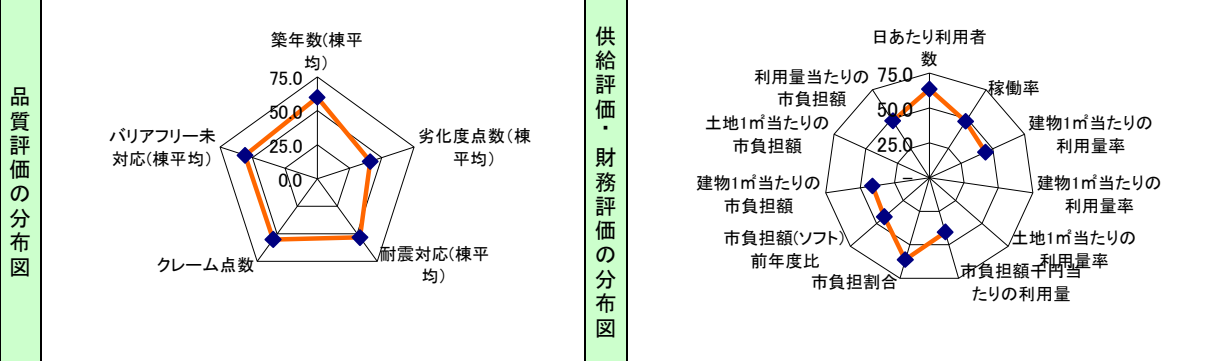 品質評価の分布図
築年数(棟平
均)
75.0
50.0
25.0
0.0
劣化度点数(棟
平均)
耐震対応(棟平
均)
クレーム点数
バリアフリー未
対応(棟平均)
供給評価・財務評価の分布図
日あたり利用者
数
75.0
50.0
25.0
–
稼働率
建物1㎡当たりの
利用量率
建物1㎡当たりの
利用量率
土地1㎡当たりの
利用量率
市負担額千円当
たりの利用量
市負担割合
市負担額(ソフト)
前年度比
建物1㎡当たりの
市負担額
土地1㎡当たりの
市負担額
利用量当たりの
市負担額